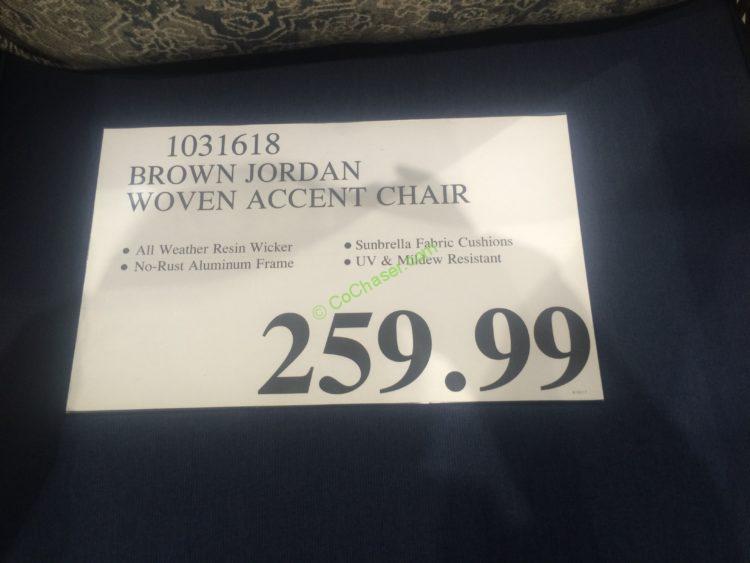 1031618
BROWN JORDAN
WOVEN ACCENT CHAIR
• All Weather Resin Wicker
• No-Rust Aluminum Frame
• Sunbrella Fabric Cushions
• UV & Mildew Resistant
© CoChaser.com
259.99